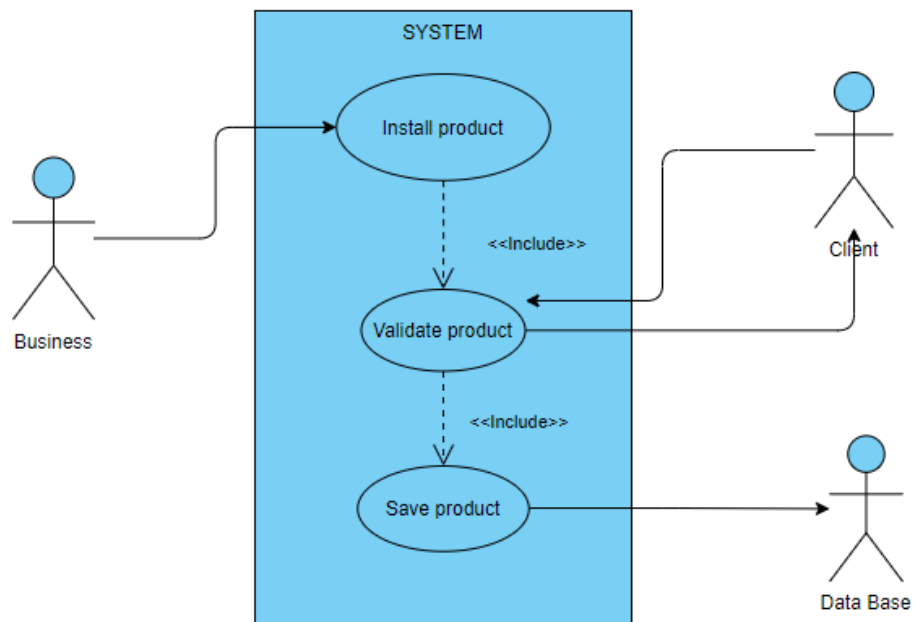 SYSTEM
Install product
<<Include>>
Client
Validate product
Business
<<Include>>
Save product
Data Base